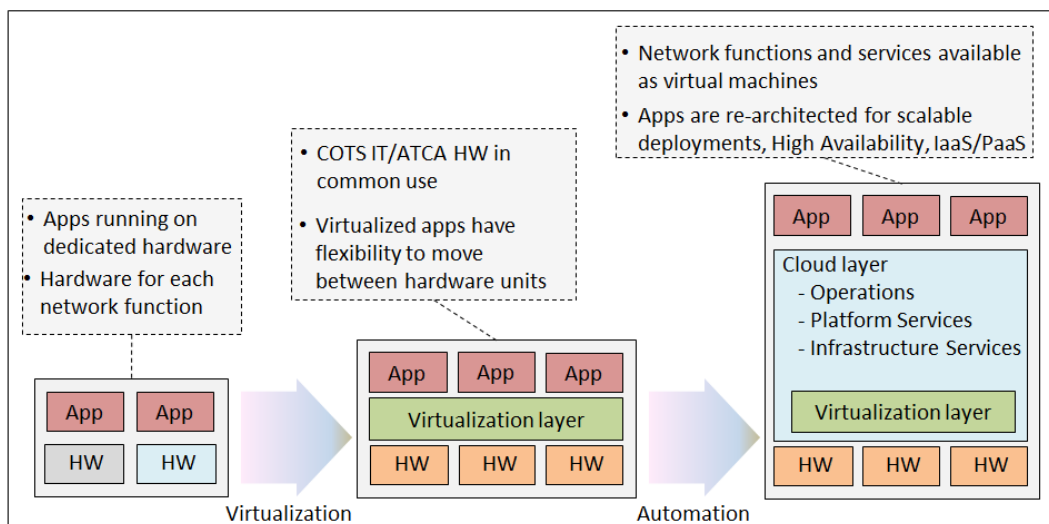 • Network functions and services available
as virtual machines
• Apps are re-architected for scalable
deployments, High Availability, IaaS/PaaS
• COTS IT/ATCA HW in
common use
• Virtualized apps have
flexibility to move
between hardware units
• Apps running on
dedicated hardware
• Hardware for each
network function
App App
HW HW
Virtualization
App App App
Virtualization layer
HW HW HW
Automation
App App App
Cloud layer
- Operations
- Platform Services
- Infrastructure Services
Virtualization layer
HW HW HW